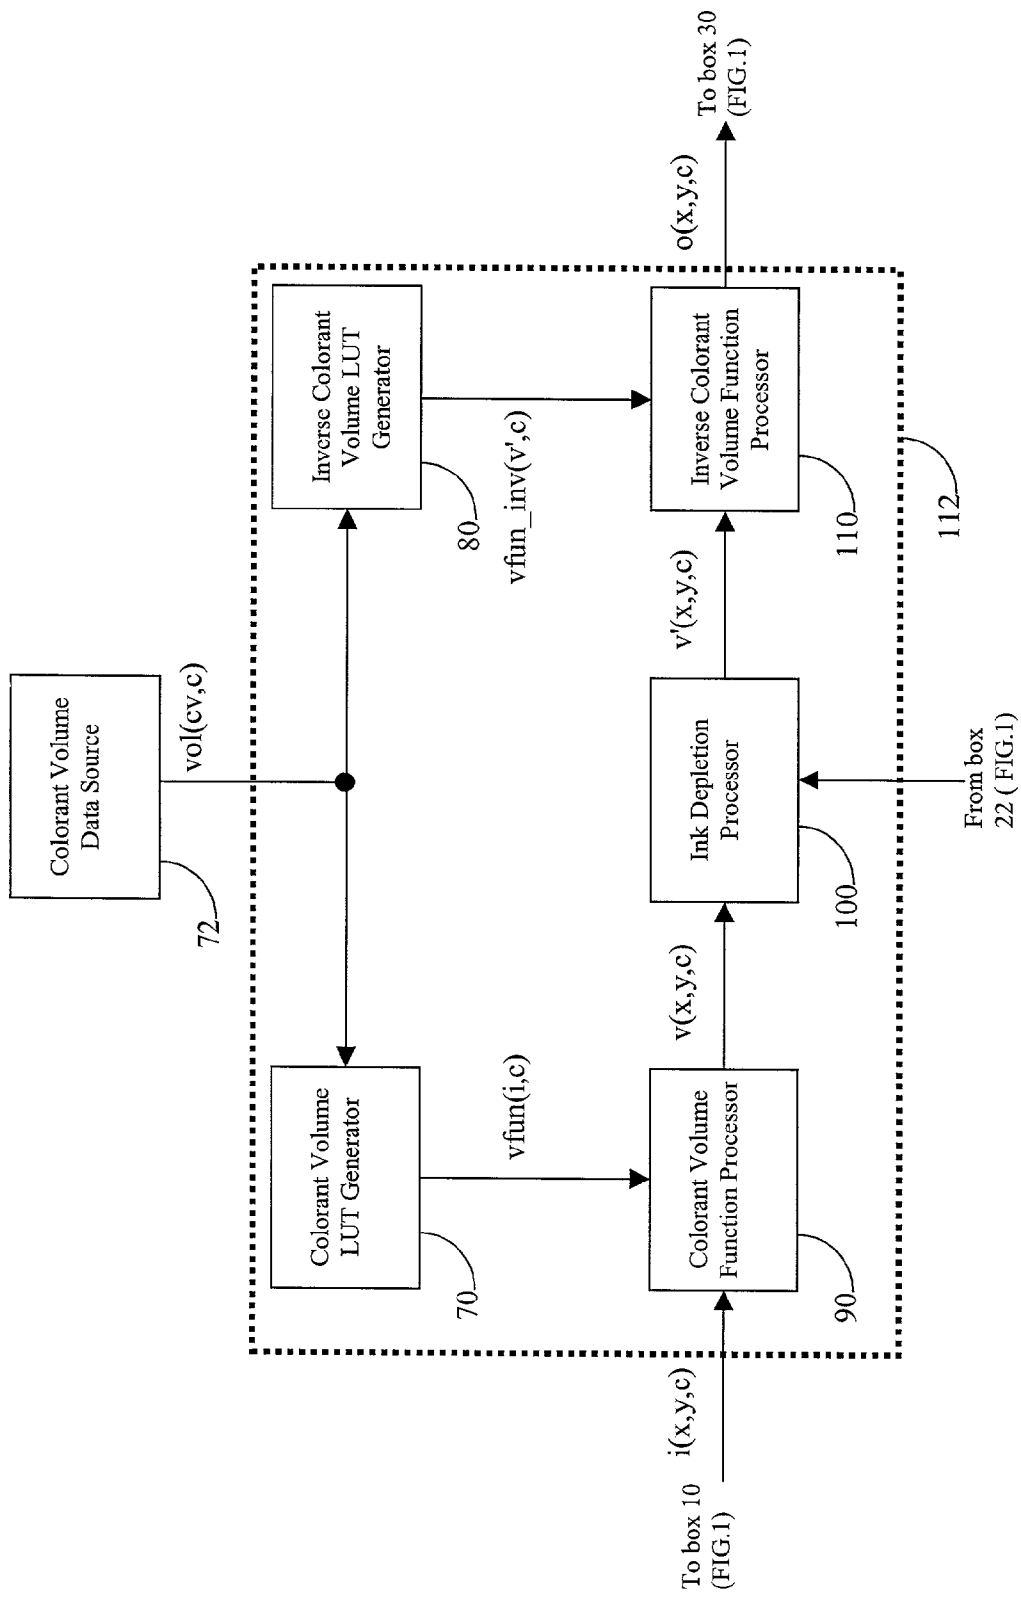 Colorant Volume
Data Source
72
vol(cv,c)
Colorant Volume
LUT Generator
70
Inverse Colorant
Volume LUT
Generator
80
vfun(i,c)
vfun_inv(v',c)
To box 10
(FIG.1)
i(x,y,c)
Colorant Volume
Function Processor
90
v(x,y,c)
Ink Depletion
Processor
100
v'(x,y,c)
Inverse Colorant
Volume Function
Processor
110
o(x,y,c)
To box 30
(FIG.1)
112
From box
22 ( FIG.1)